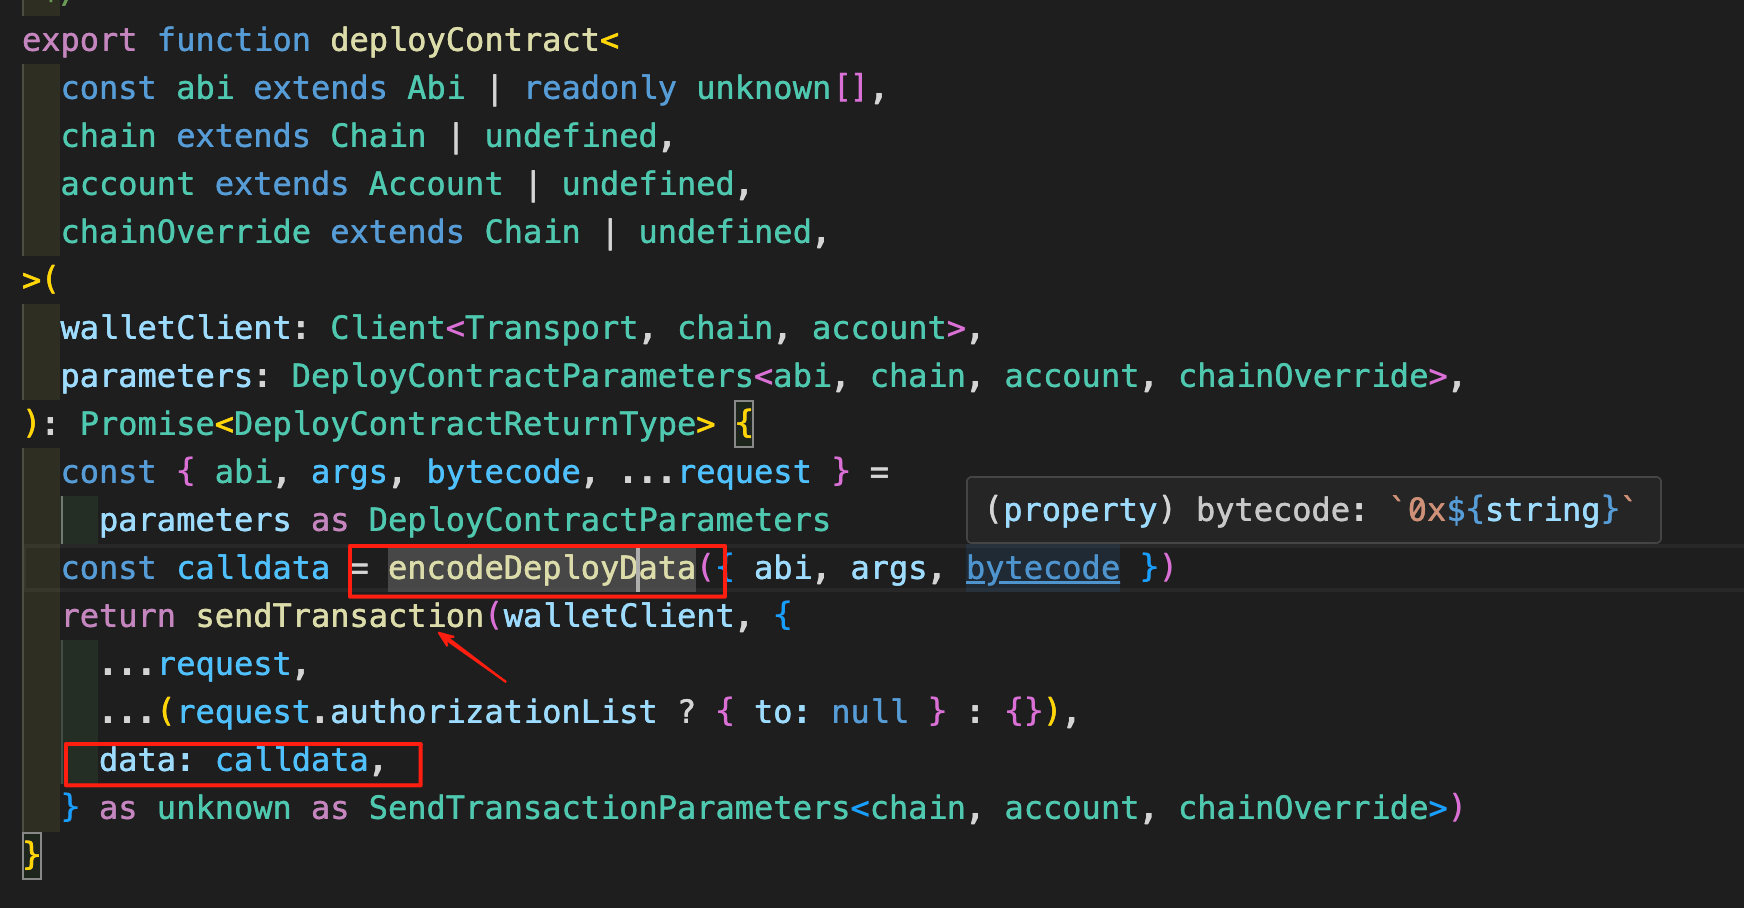 */
export function deployContract<
  const abi extends Abi | readonly unknown[],
  chain extends Chain | undefined,
  account extends Account | undefined,
  chainOverride extends Chain | undefined,
>(
  walletClient: Client<Transport, chain, account>,
  parameters: DeployContractParameters<abi, chain, account, chainOverride>,
): Promise<DeployContractReturnType> {
  const { abi, args, bytecode, ...request } =
    parameters as DeployContractParameters
(property) bytecode: `0x${string}`
  const calldata = encodeDeployData({ abi, args, bytecode })
  return sendTransaction(walletClient, {
    ...request,
    ...(request.authorizationList ? { to: null } : {}),
    data: calldata,
  } as unknown as SendTransactionParameters<chain, account, chainOverride>)
}